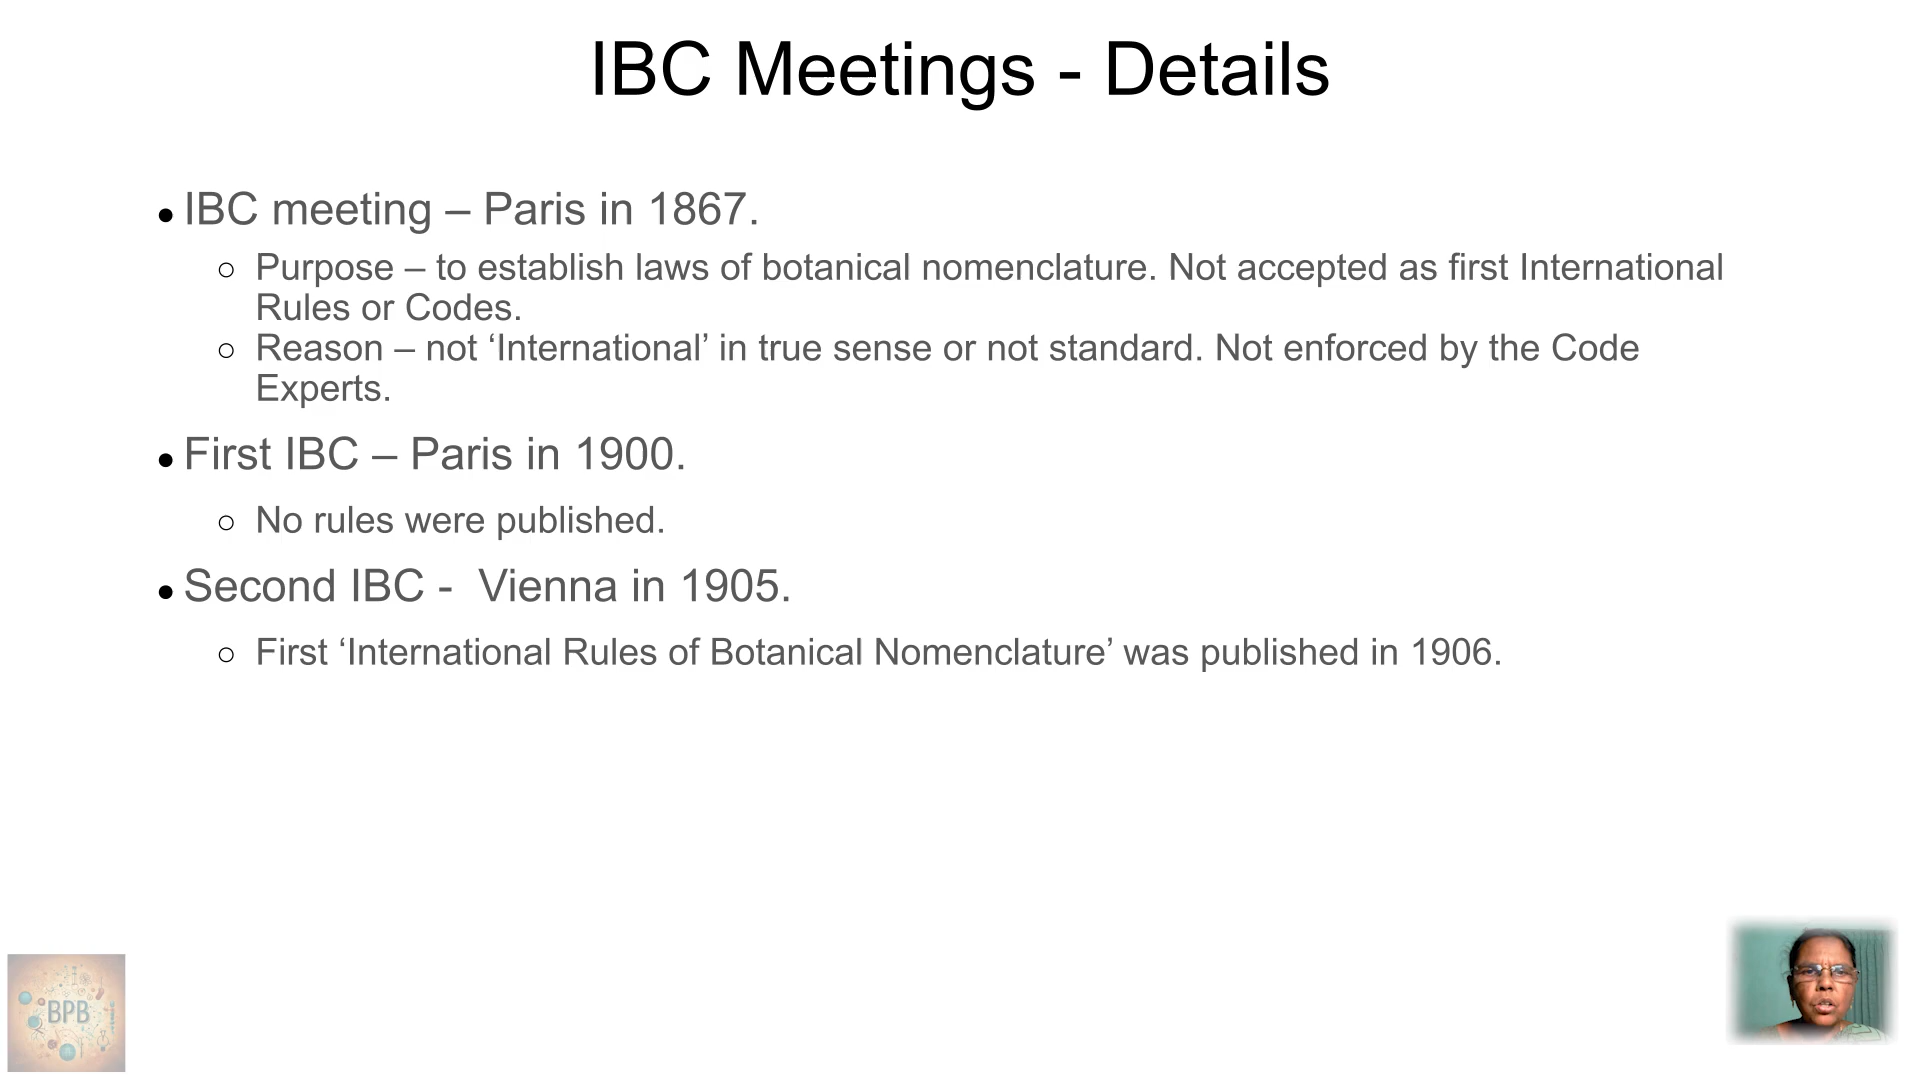 IBC Meetings - Details
● IBC meeting – Paris in 1867.
○ Purpose – to establish laws of botanical nomenclature. Not accepted as first International
Rules or Codes.
○ Reason – not ‘International’ in true sense or not standard. Not enforced by the Code
Experts.
● First IBC – Paris in 1900.
○ No rules were published.
● Second IBC -  Vienna in 1905.
○ First ‘International Rules of Botanical Nomenclature’ was published in 1906.
BPB